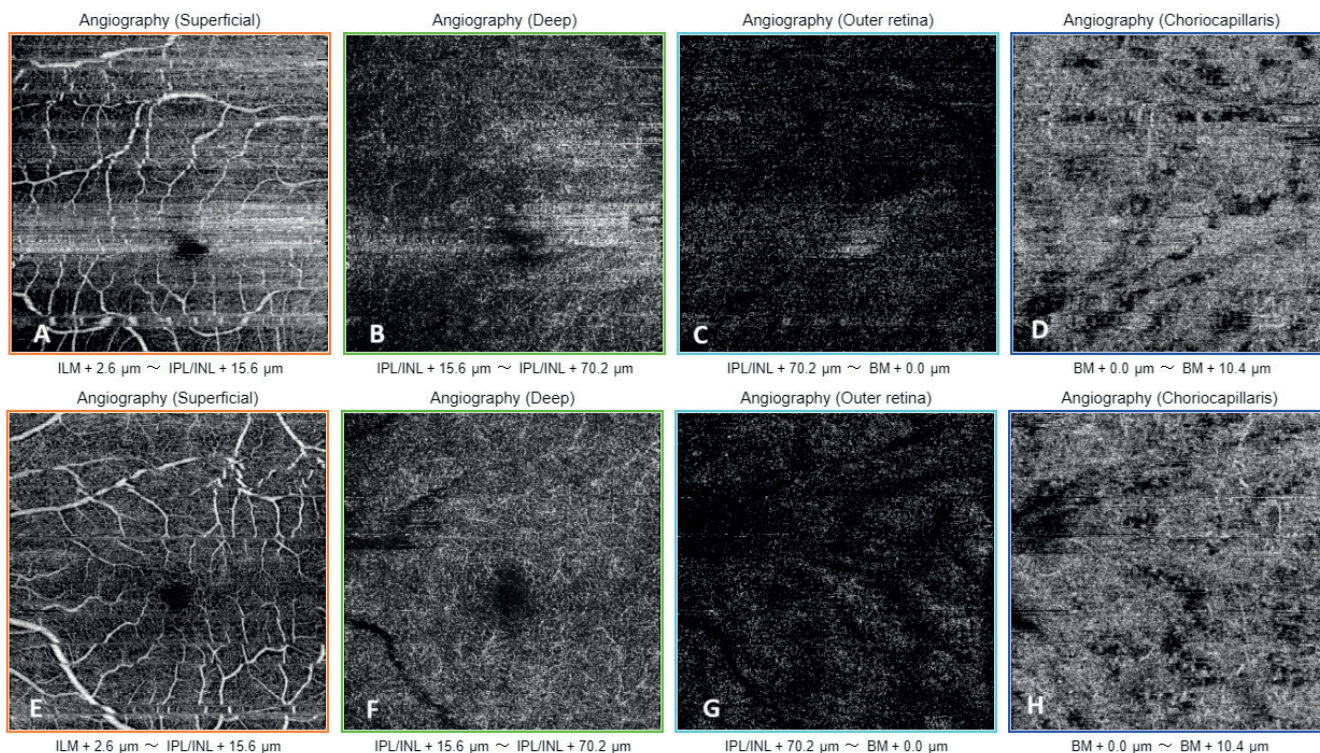 Angiography (Superficial) Angiography (Deep) Angiography (Outer retina) Angiography (Choriocapillaris)
A B C D
ILM + 2.6 μm ~ IPL/INL + 15.6 μm IPL/INL + 15.6 μm ~ IPL/INL + 70.2 μm IPL/INL + 70.2 μm ~ BM + 0.0 μm BM + 0.0 μm ~ BM + 10.4 μm
Angiography (Superficial) Angiography (Deep) Angiography (Outer retina) Angiography (Choriocapillaris)
E F G H
ILM + 2.6 μm ~ IPL/INL + 15.6 μm IPL/INL + 15.6 μm ~ IPL/INL + 70.2 μm IPL/INL + 70.2 μm ~ BM + 0.0 μm BM + 0.0 μm ~ BM + 10.4 μm